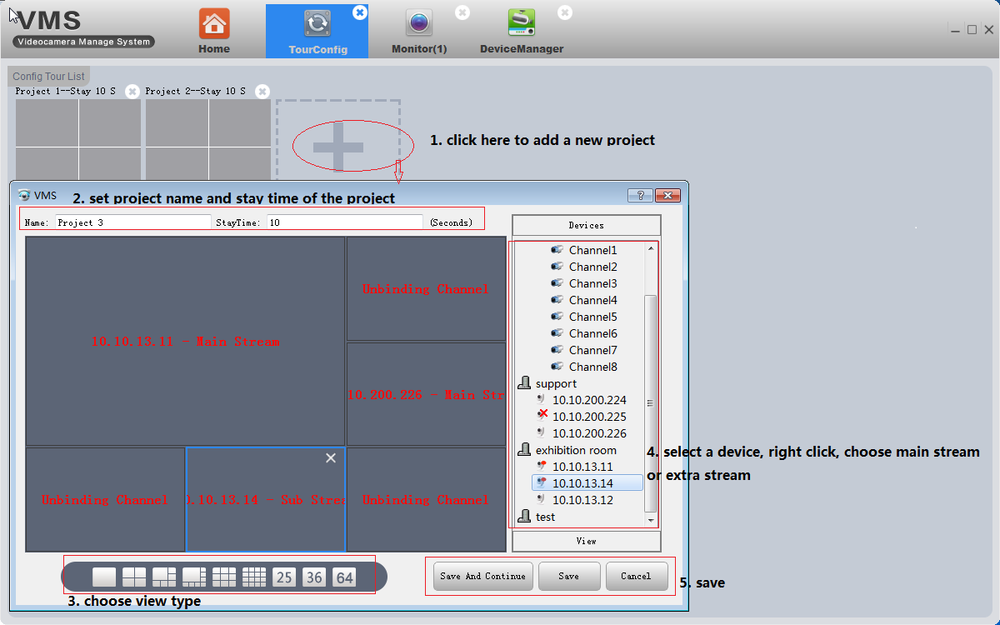 VMS
Videocamera Manage System
Home
TourConfig
Monitor(1)
DeviceManager
Config Tour List
Project 1--Stay 10 S
Project 2--Stay 10 S
1. click here to add a new project
VMS
2. set project name and stay time of the project
Name: Project 3 StayTime: 10 (Seconds)
Devices
10.10.13.11 - Main Stream
Unbinding Channel
10.200.226 - Main Str
Unbinding Channel
0.10.13.14 - Sub Strea
Unbinding Channel
Channel1
Channel2
Channel3
Channel4
Channel5
Channel6
Channel7
Channel8
support
10.10.200.224
10.10.200.225
10.10.200.226
exhibition room
10.10.13.11
10.10.13.14
10.10.13.12
test
4. select a device, right click, choose main stream
or extra stream
View
25 36 64
3. choose view type
Save And Continue
Save
Cancel
5. save